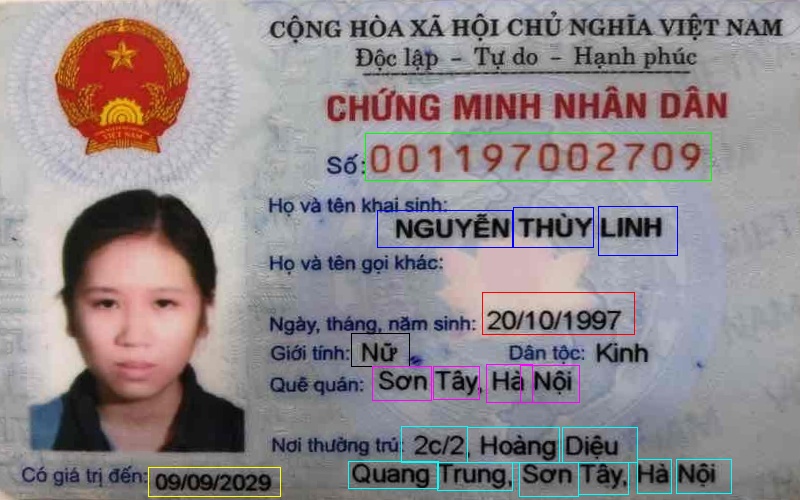 CỘNG HÒA XÃ HỘI CHỦ NGHĨA VIỆT NAM
Độc lập - Tự do - Hạnh phúc
CHỨNG MINH NHÂN DÂN
Số: 001197002709
Họ và tên khai sinh:
NGUYỄN THÙY LINH
Họ và tên gọi khác:
Ngày, tháng, năm sinh: 20/10/1997
Giới tính: Nữ Dân tộc: Kinh
Quê quán: Sơn Tây, Hà Nội
Nơi thường trú: 2c/2, Hoàng Diệu
Quang Trung, Sơn Tây, Hà Nội
Có giá trị đến: 09/09/2029